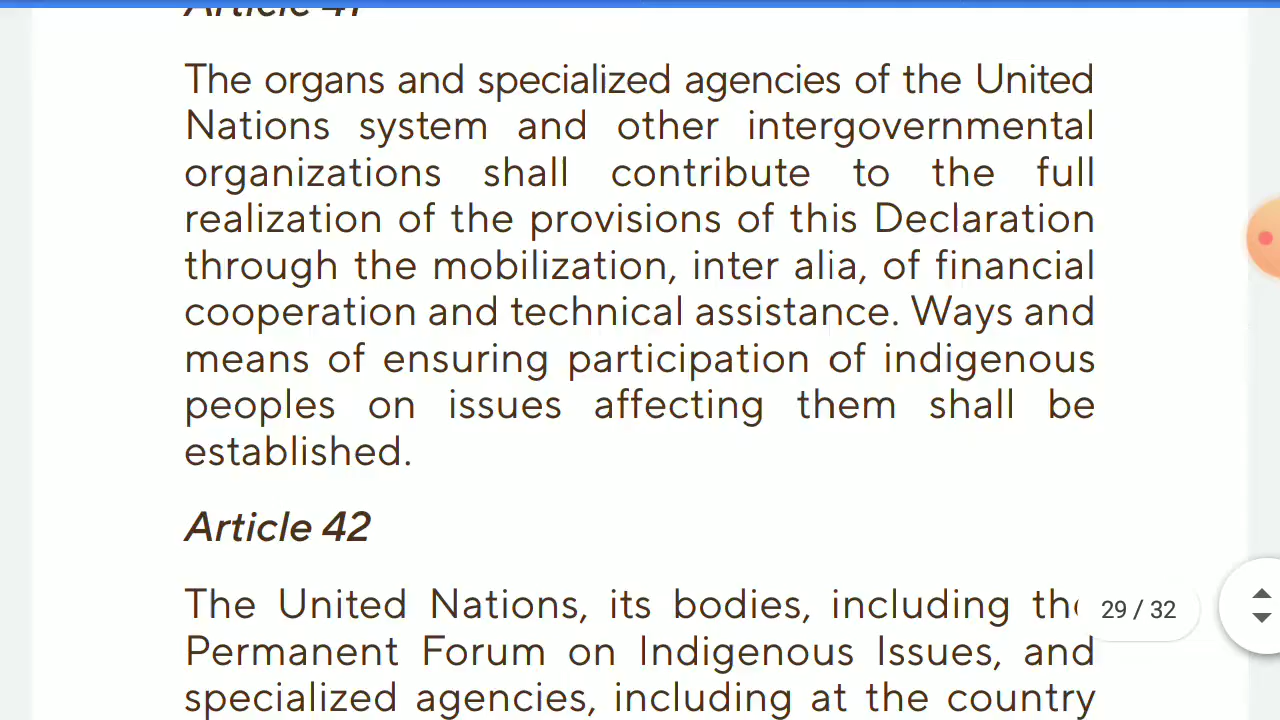 Article 41
The organs and specialized agencies of the United
Nations system and other intergovernmental
organizations shall contribute to the full
realization of the provisions of this Declaration
through the mobilization, inter alia, of financial
cooperation and technical assistance. Ways and
means of ensuring participation of indigenous
peoples on issues affecting them shall be
established.
Article 42
The United Nations, its bodies, including the
29 / 32
Permanent Forum on Indigenous Issues, and
specialized agencies, including at the country